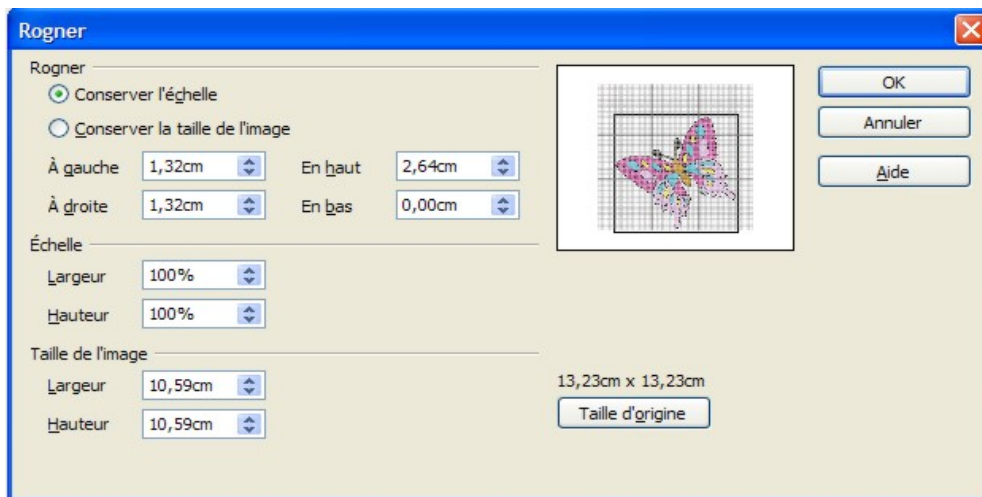 Rogner
Rogner
Conserver l'échelle
Conserver la taille de l'image
À gauche 1,32cm En haut 2,64cm
À droite 1,32cm En bas 0,00cm
Échelle
Largeur 100%
Hauteur 100%
Taille de l'image
Largeur 10,59cm
Hauteur 10,59cm
13,23cm x 13,23cm
Taille d'origine
OK
Annuler
Aide